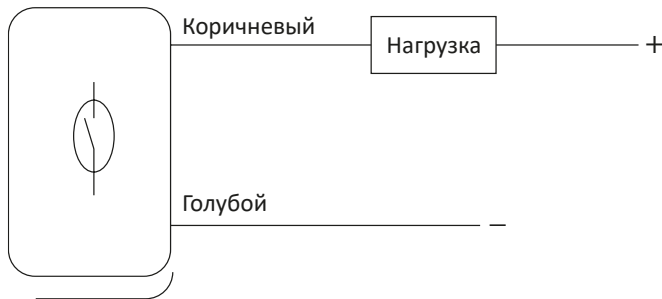 Коричневый
Нагрузка
+
Голубой
−